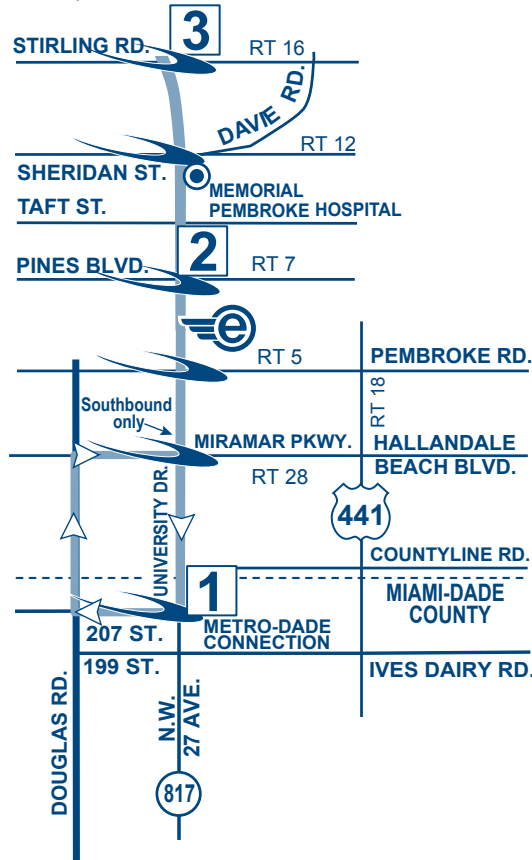 3
STIRLING RD.
RT 16
DAVIE RD.
RT 12
SHERIDAN ST.
MEMORIAL
PEMBROKE HOSPITAL
TAFT ST.
2
PINES BLVD.
RT 7
e
RT 5
PEMBROKE RD.
RT 18
Southbound
only
MIRAMAR PKWY.
HALLANDALE
BEACH BLVD.
RT 28
UNIVERSITY DR.
441
COUNTYLINE RD.
1
MIAMI-DADE
COUNTY
207 ST.
METRO-DADE
CONNECTION
199 ST.
IVES DAIRY RD.
DOUGLAS RD.
N.W.
27 AVE.
817